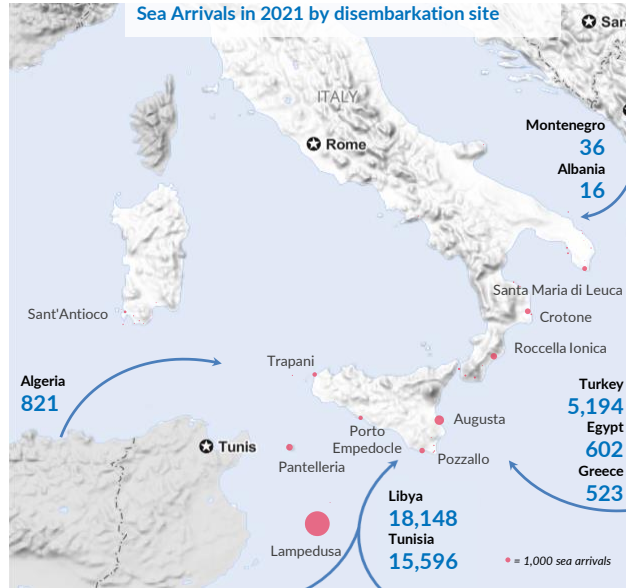 Sea Arrivals in 2021 by disembarkation site
ITALY
Rome
Montenegro
36
Albania
16
Santa Maria di Leuca
Sant'Antioco
Crotone
Roccella Ionica
Trapani
Algeria
821
Turkey
5,194
Egypt
602
Greece
523
Augusta
Porto
Empedocle
Tunis
Pozzallo
Pantelleria
Libya
18,148
Tunisia
15,596
Lampedusa
= 1,000 sea arrivals